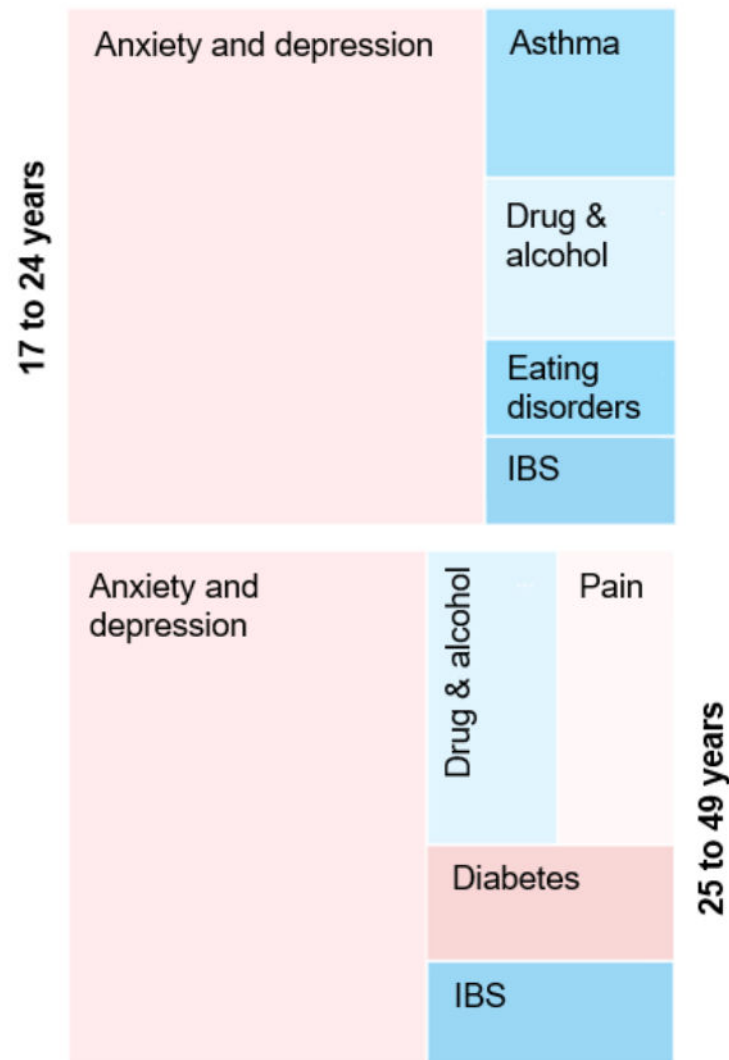 17 to 24 years
Anxiety and depression
Asthma
Drug &
alcohol
Eating
disorders
IBS
Anxiety and
depression
Drug & alcohol
Pain
Diabetes
IBS
25 to 49 years